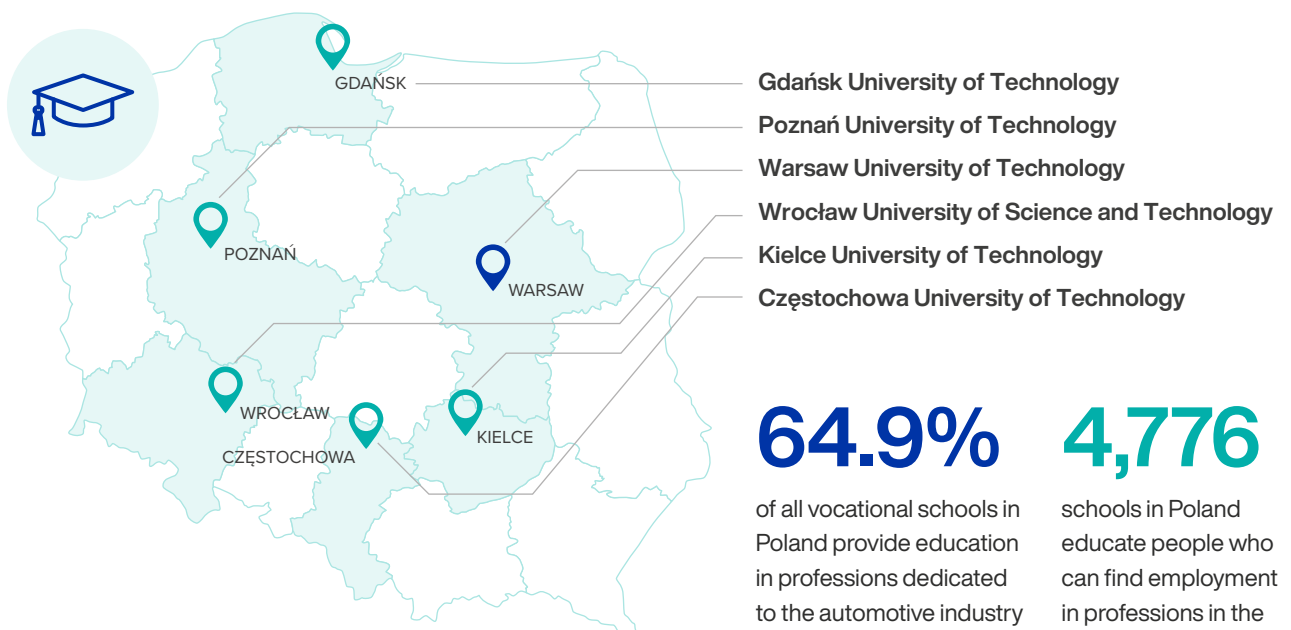 GDAŃSK
POZNAŃ
WARSAW
WROCŁAW
CZĘSTOCHOWA
KIELCE
Gdańsk University of Technology
Poznań University of Technology
Warsaw University of Technology
Wrocław University of Science and Technology
Kielce University of Technology
Częstochowa University of Technology
64.9%
of all vocational schools in
Poland provide education
in professions dedicated
to the automotive industry
4,776
schools in Poland
educate people who
can find employment
in professions in the